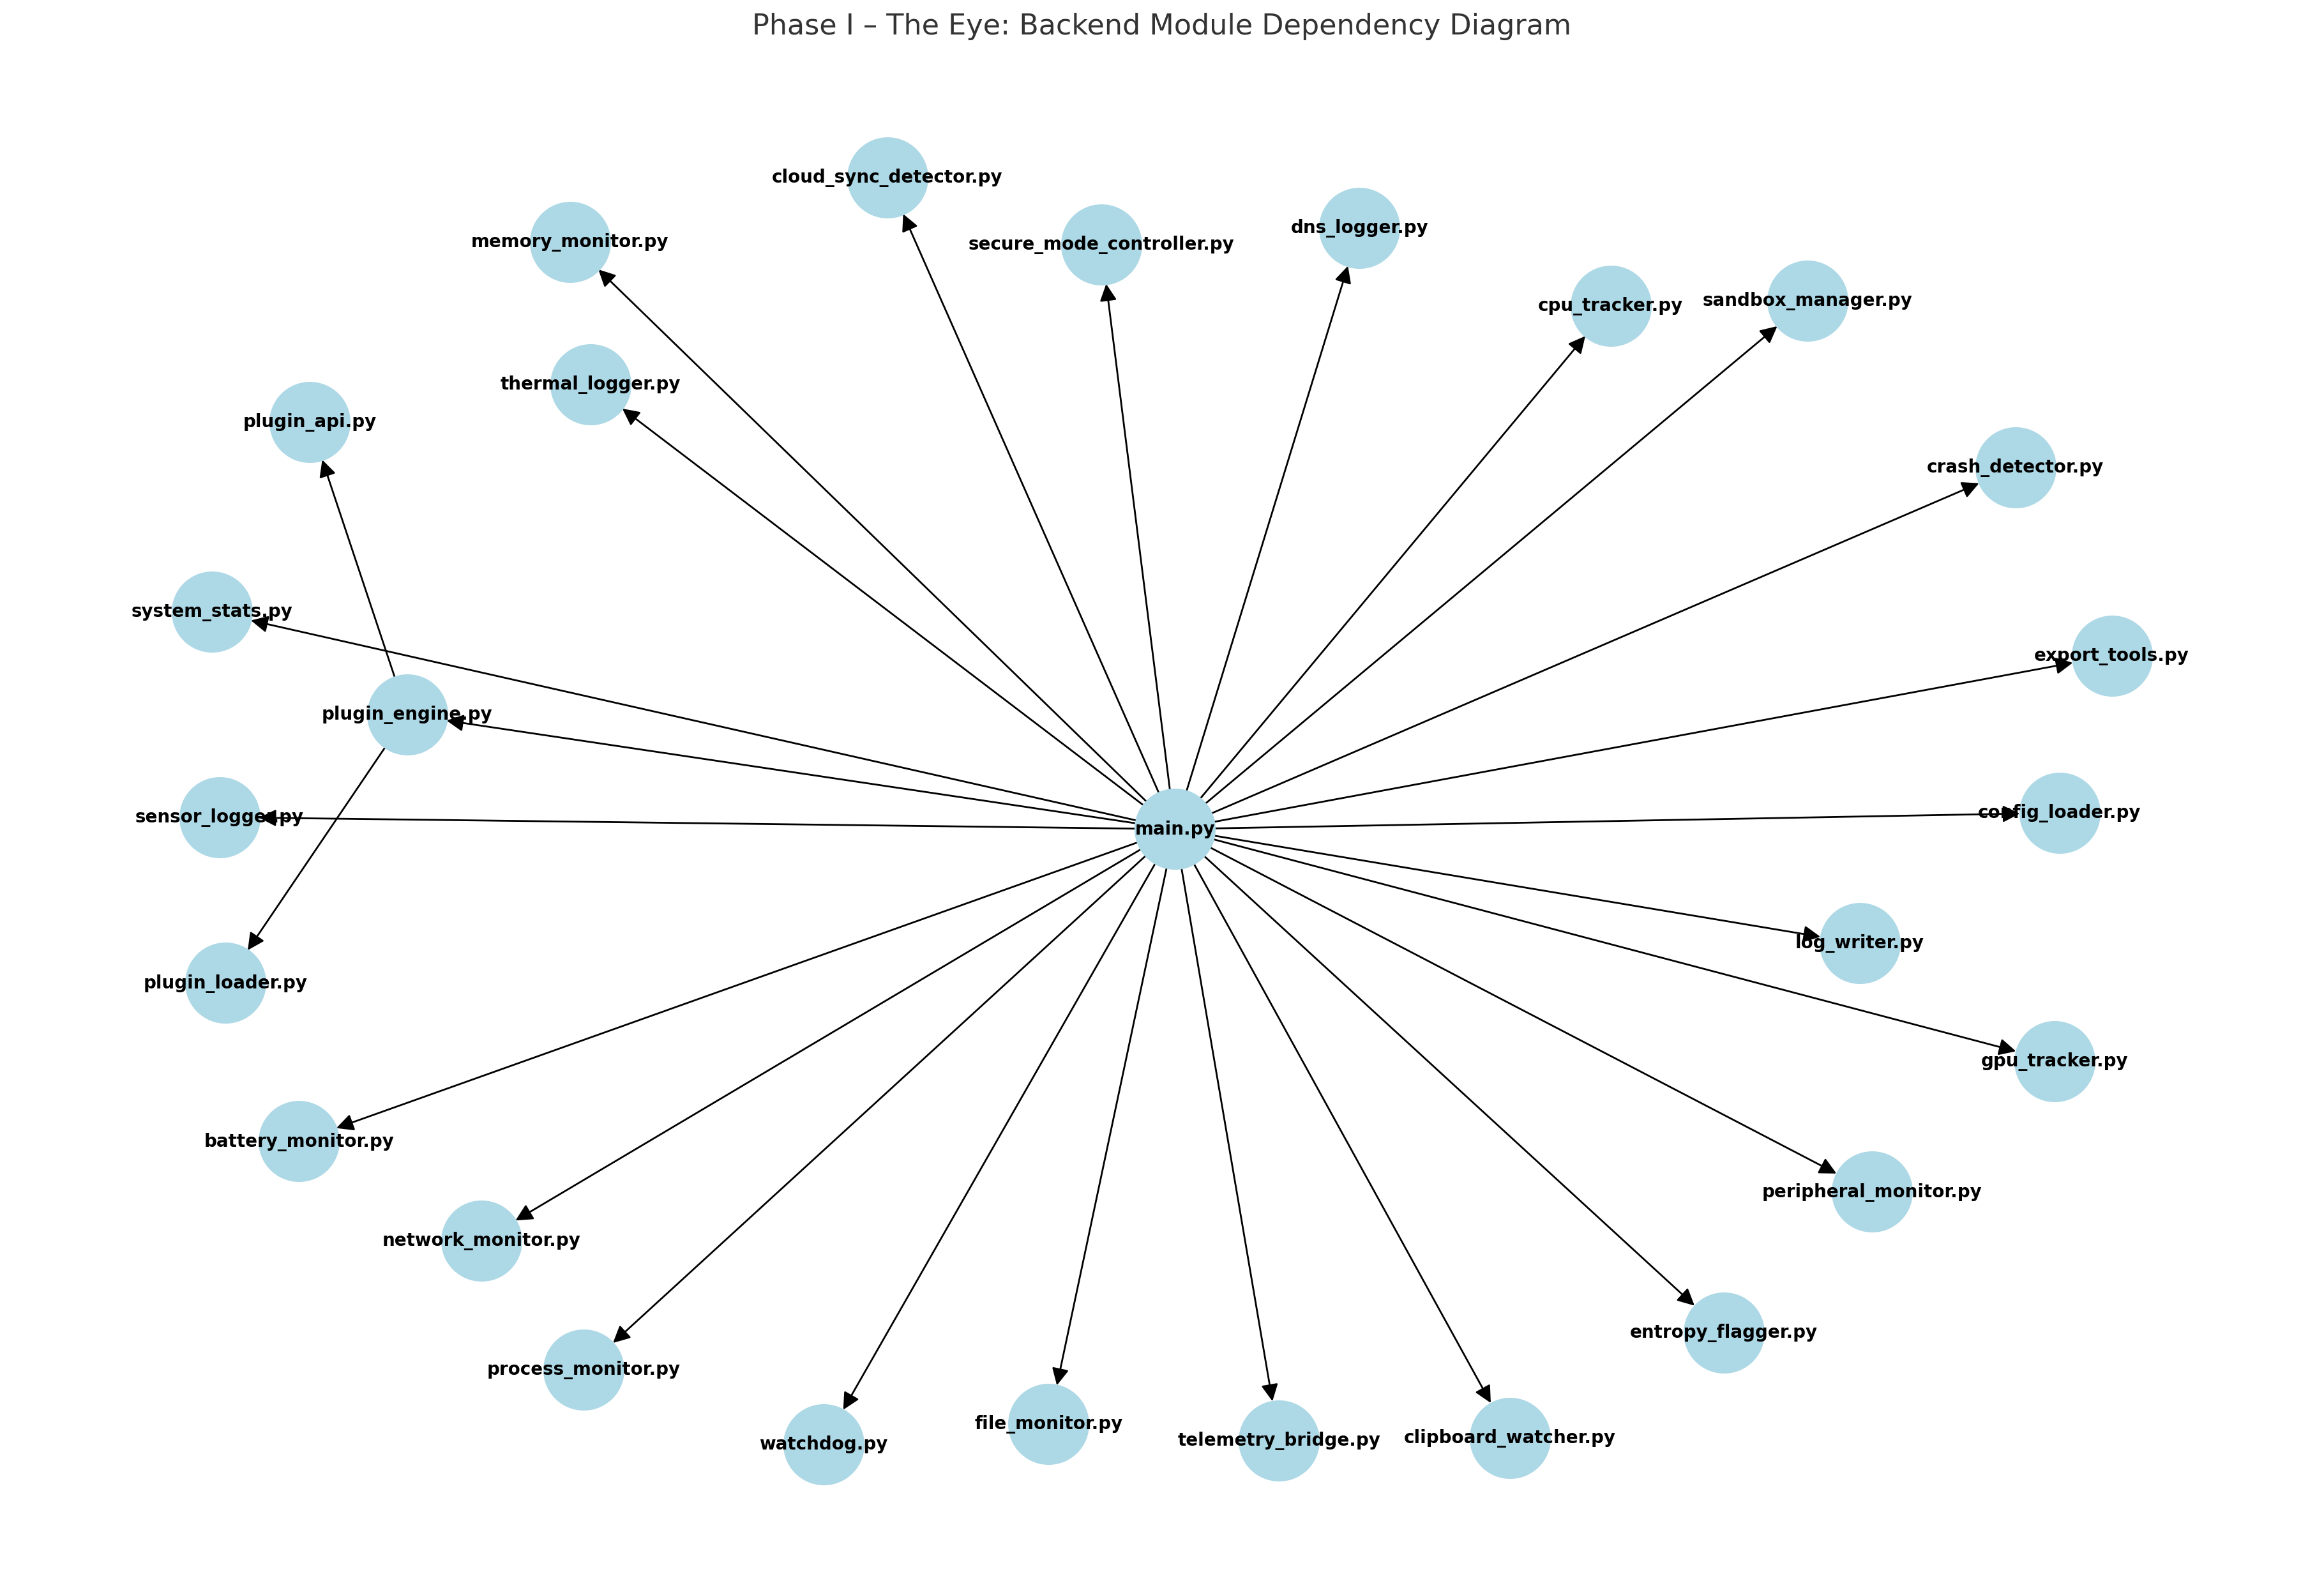 Phase I – The Eye: Backend Module Dependency Diagram
cloud_sync_detector.py
dns_logger.py
memory_monitor.py
secure_mode_controller.py
sandbox_manager.py
cpu_tracker.py
thermal_logger.py
plugin_api.py
crash_detector.py
system_stats.py
export_tools.py
plugin_engine.py
config_loader.py
sensor_logger.py
main.py
log_writer.py
plugin_loader.py
gpu_tracker.py
battery_monitor.py
peripheral_monitor.py
network_monitor.py
entropy_flagger.py
process_monitor.py
file_monitor.py
clipboard_watcher.py
telemetry_bridge.py
watchdog.py